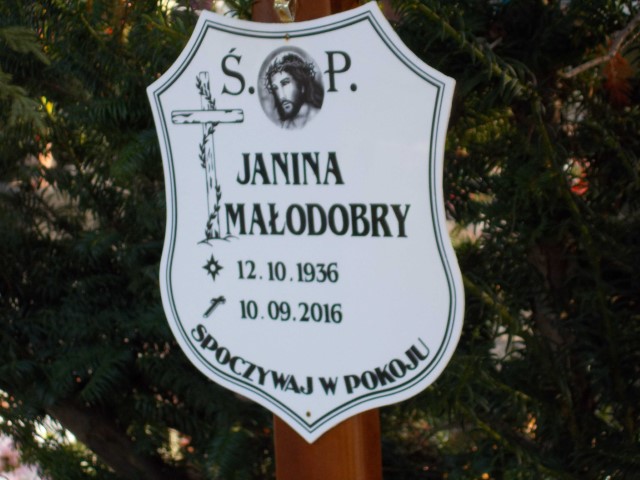 Ś. P.
JANINA
MAŁODOBRY
12.10.1936
10.09.2016
SPOCZYWAJ W POKOJU